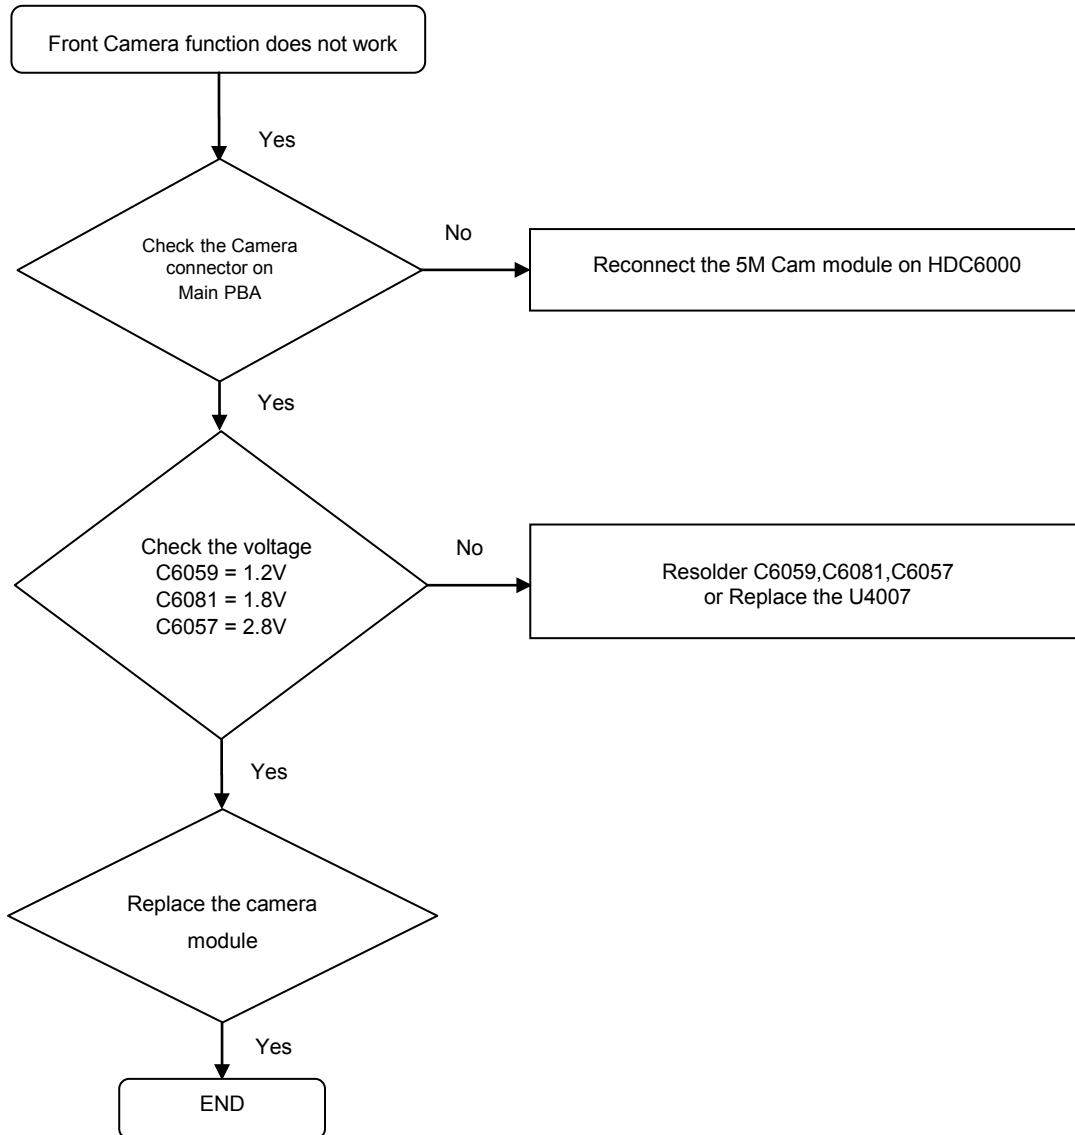 Front Camera function does not work
Yes
Check the Camera
connector on
Main PBA
No
Reconnect the 5M Cam module on HDC6000
Yes
Check the voltage
C6059 = 1.2V
C6081 = 1.8V
C6057 = 2.8V
No
Resolder C6059,C6081,C6057
or Replace the U4007
Yes
Replace the camera
module
Yes
END